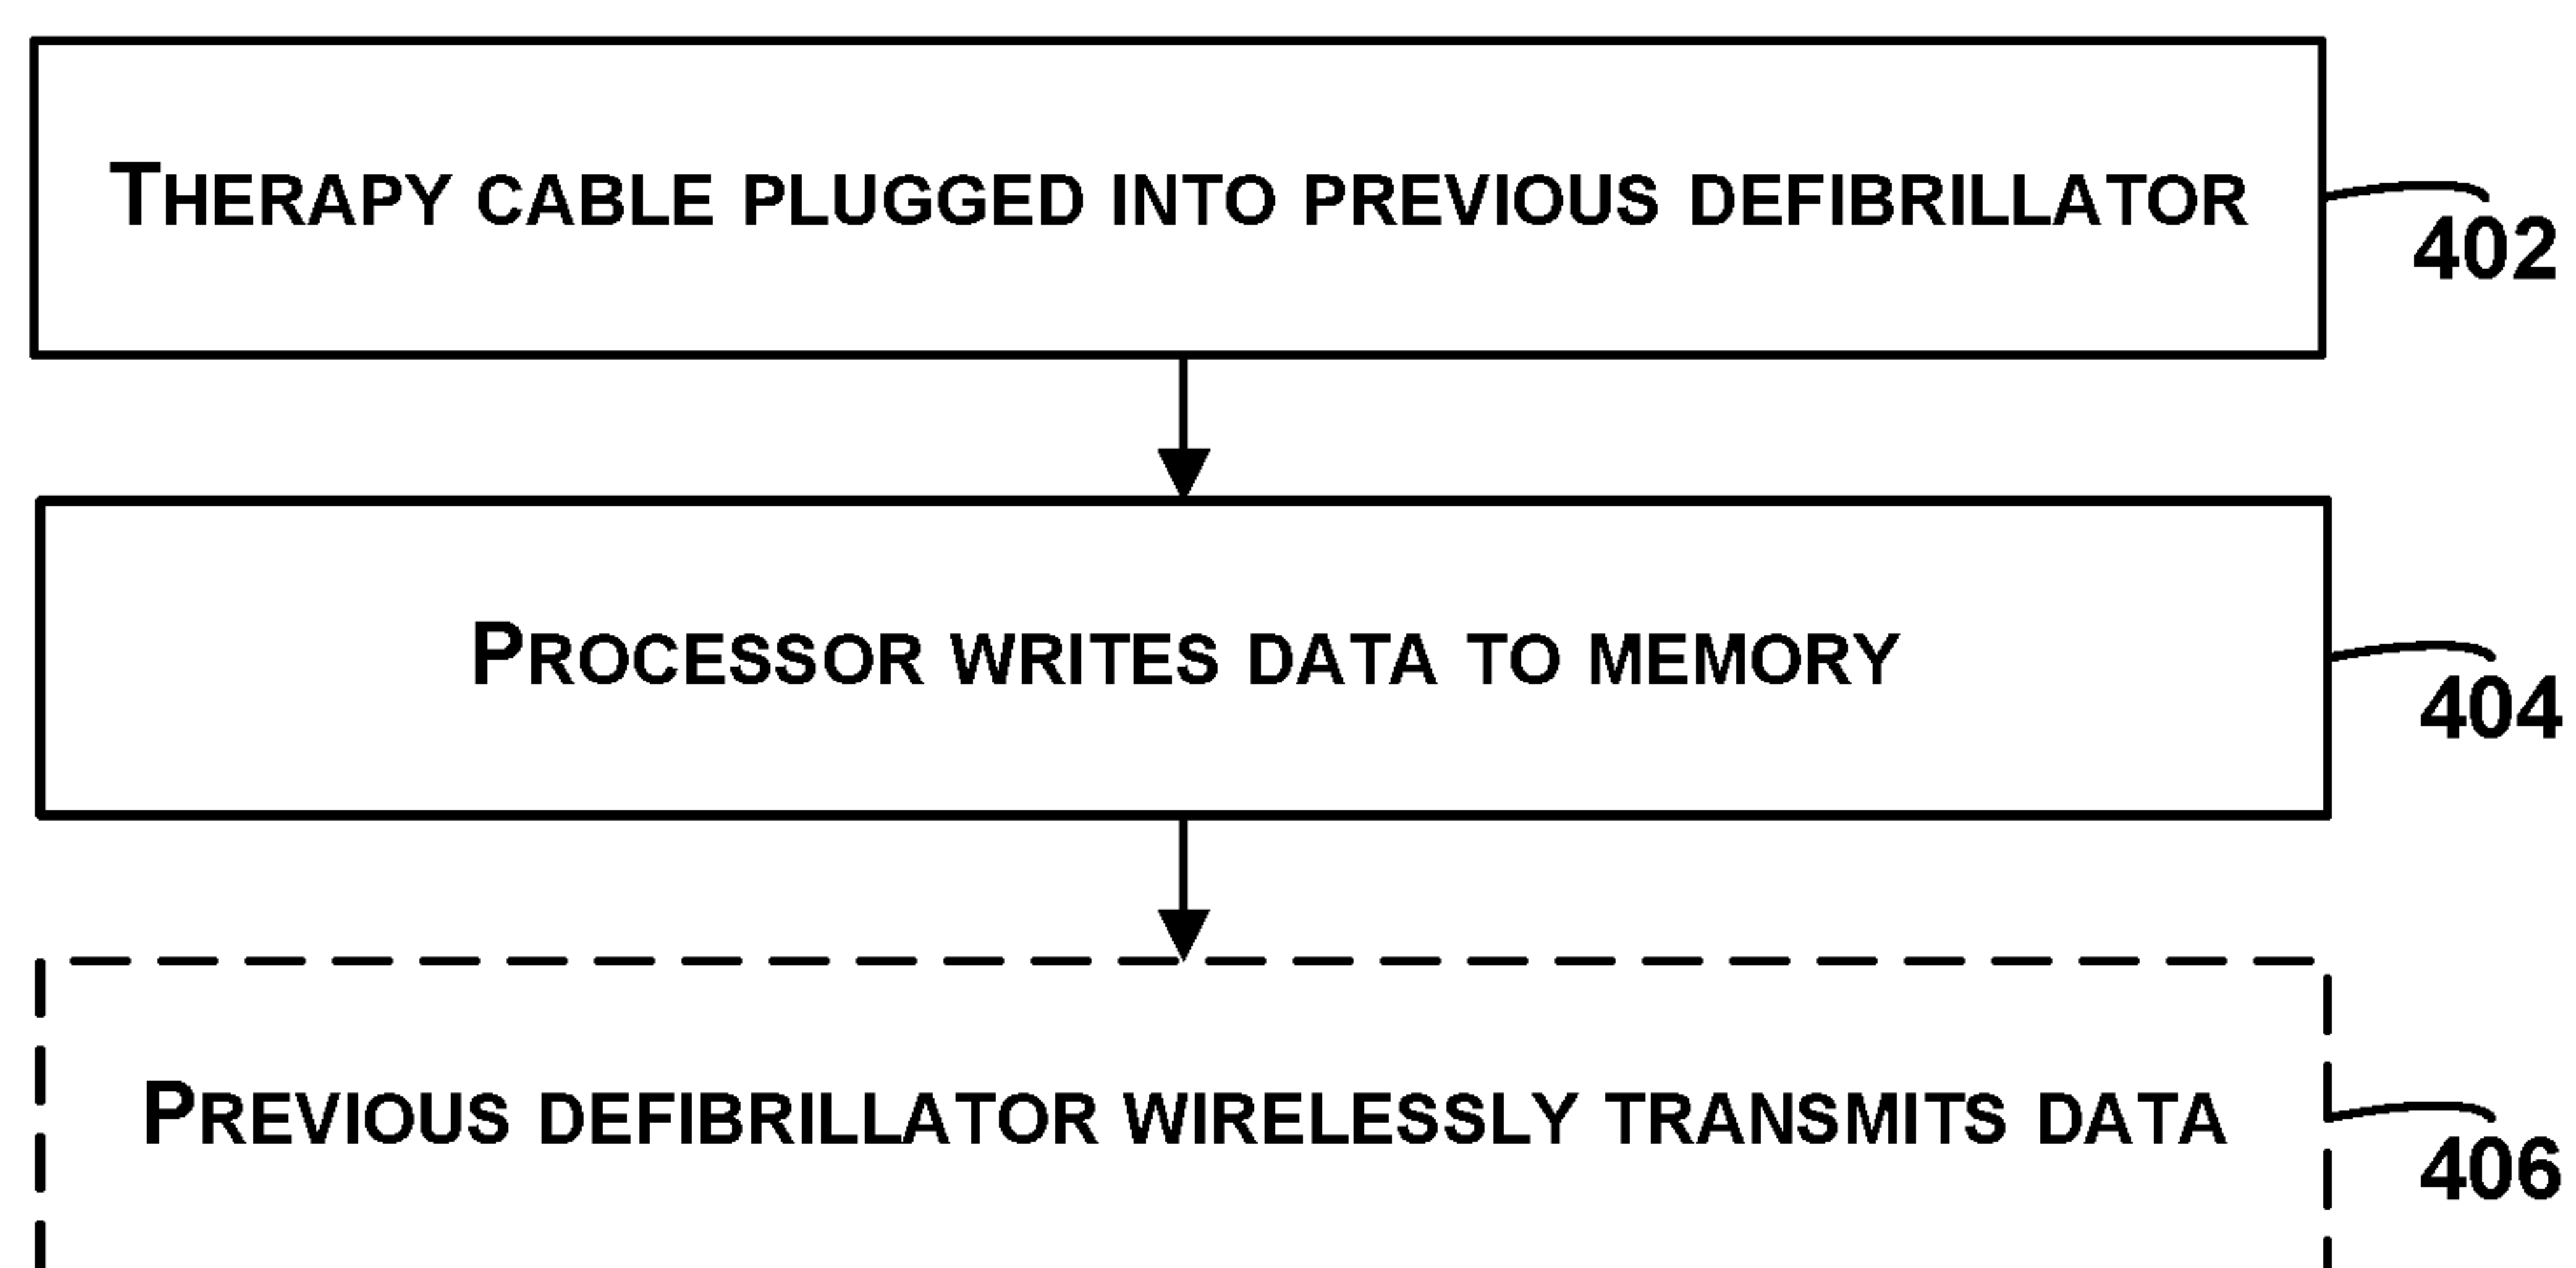 THERAPY CABLE PLUGGED INTO PREVIOUS DEFIBRILLATOR
402
PROCESSOR WRITES DATA TO MEMORY
404
PREVIOUS DEFIBRILLATOR WIRELESSLY TRANSMITS DATA
406